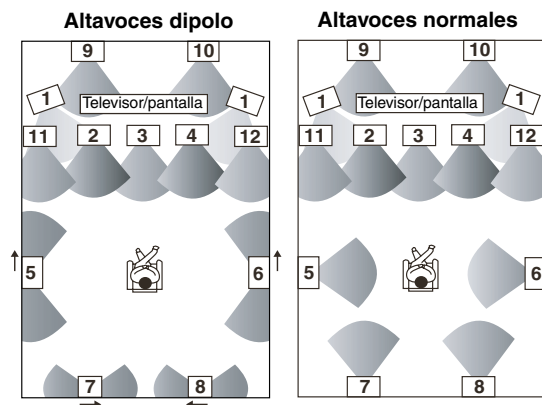 Altavoces dipolo
9 10
1 Televisor/pantalla 1
11 2 3 4 12
5 6
7 8
Altavoces normales
9 10
1 Televisor/pantalla 1
11 2 3 4 12
5 6
7 8